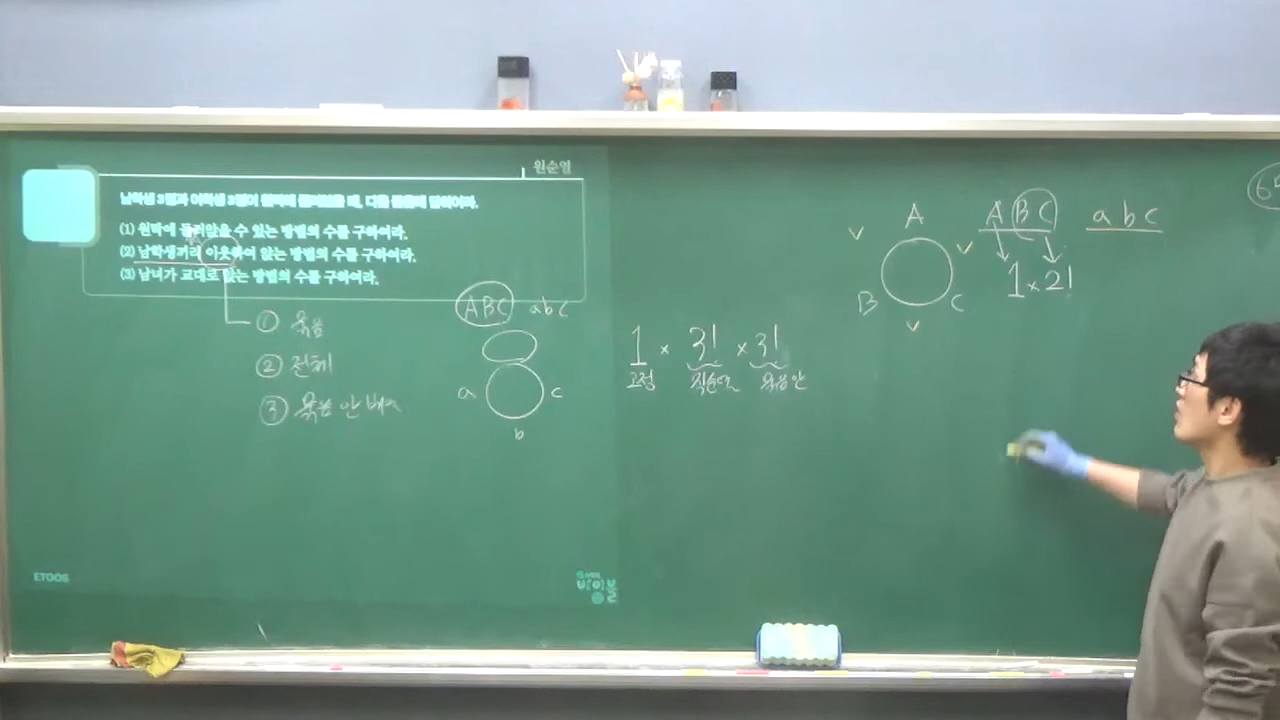 원순열
남학생 3명과 여학생 3명이 원탁에 둘러앉을 때, 다음 물음에 답하여라.
(1) 원탁에 둘러앉을 수 있는 방법의 수를 구하여라.
(2) 남학생끼리 이웃하여 앉는 방법의 수를 구하여라.
(3) 남녀가 교대로 앉는 방법의 수를 구하여라.
① 묶음
② 전체
③ 묶음 안
ABC abc
a c
b
1 × 3! × 3!
고정 직순열 묶음 안
A
B C
A B C a b c
1 × 2!
ETOOS
바이블